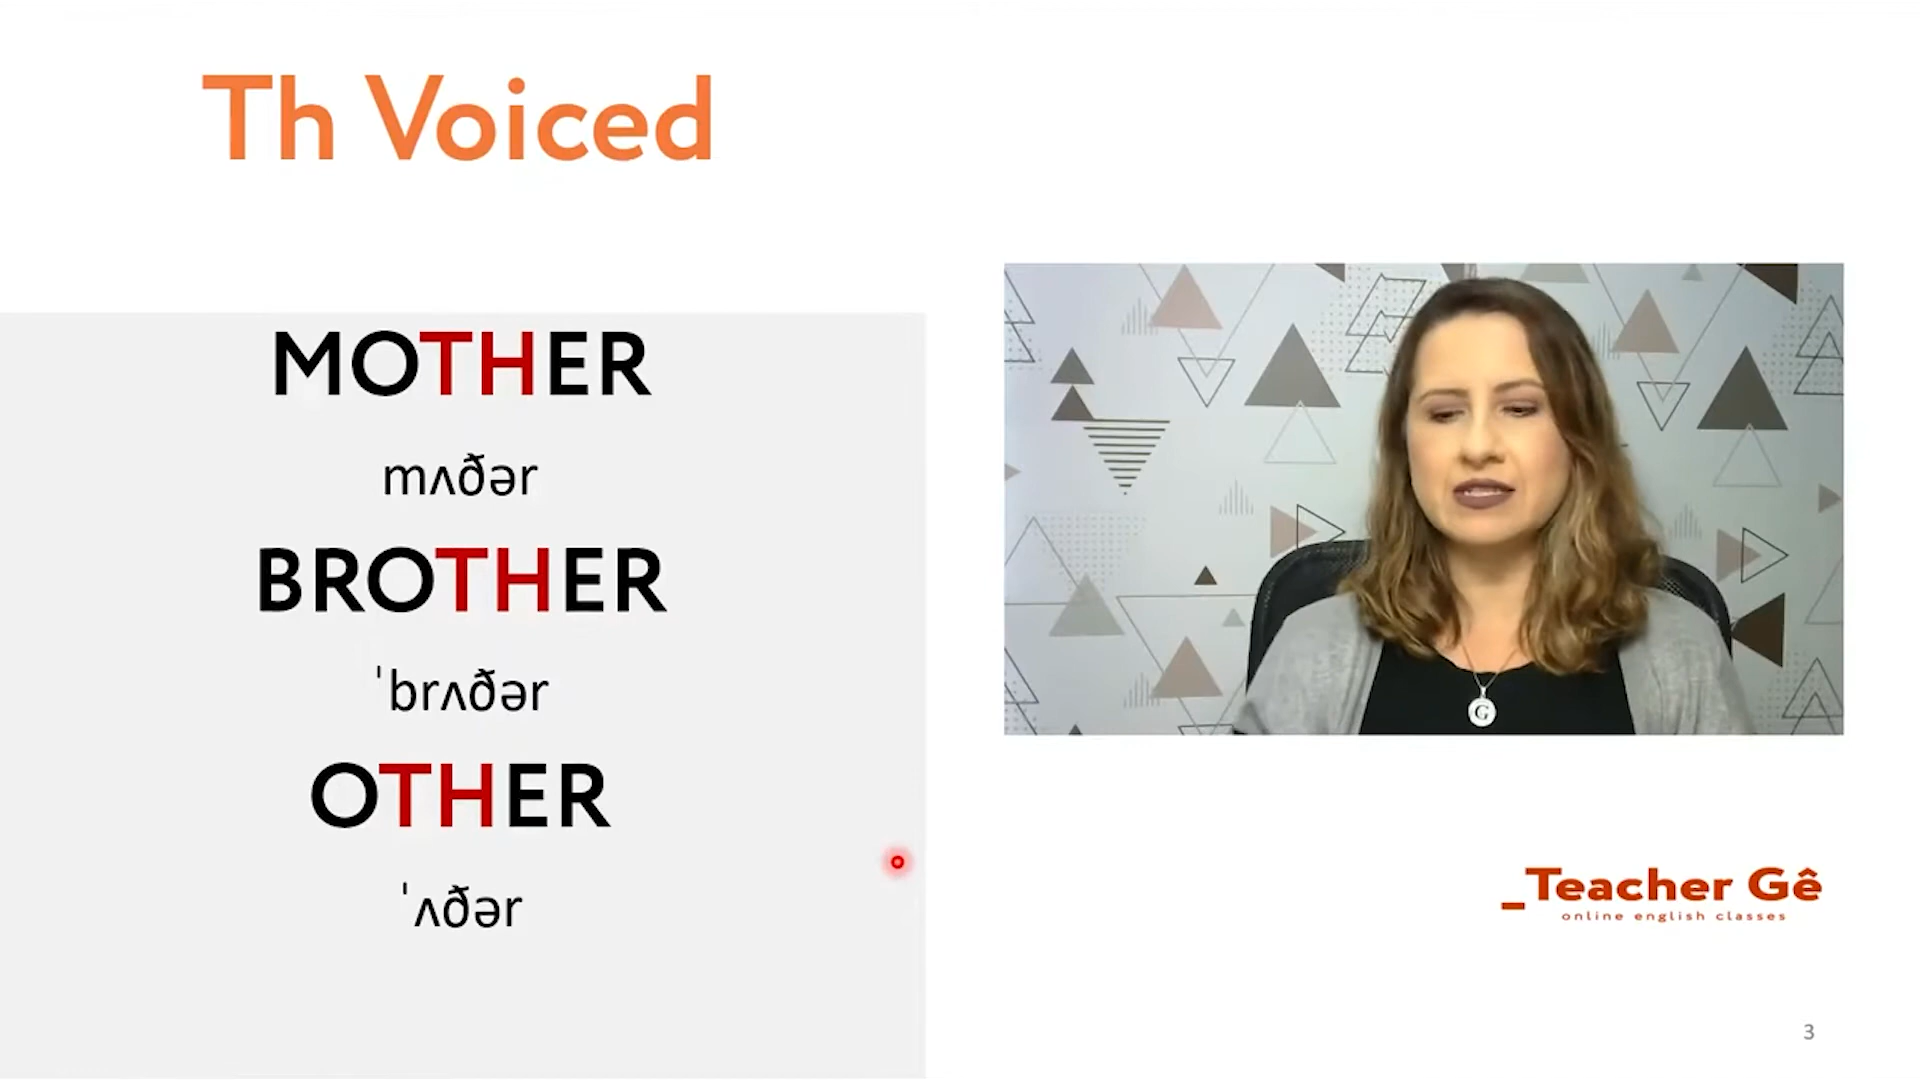 Th Voiced
MOTHER
mʌðər
BROTHER
ˈbrʌðər
OTHER
ˈʌðər
G
_Teacher Gê
online english classes
3